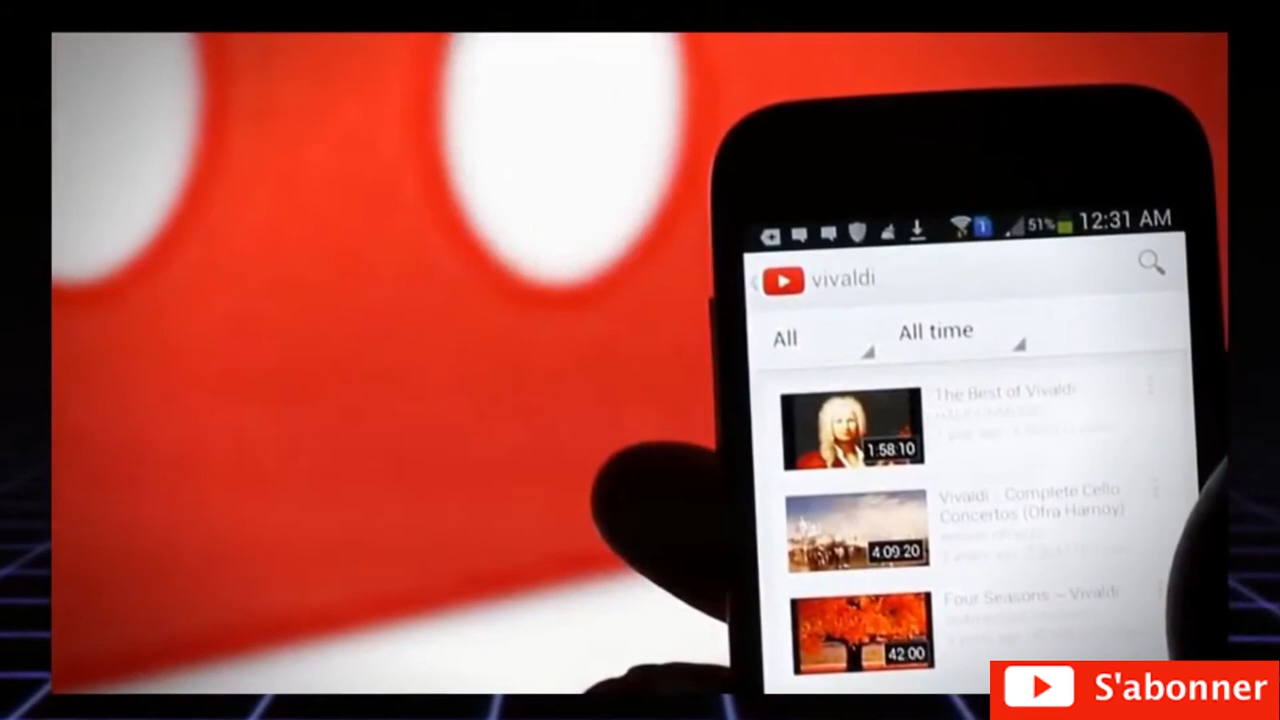 1
51%
12:31 AM
vivaldi
All
All time
The Best of Vivaldi
1:58:10
Vivaldi - Complete Cello
Concertos (Ofra Harnoy)
4:09:20
Four Seasons ~ Vivaldi
42:00
S'abonner